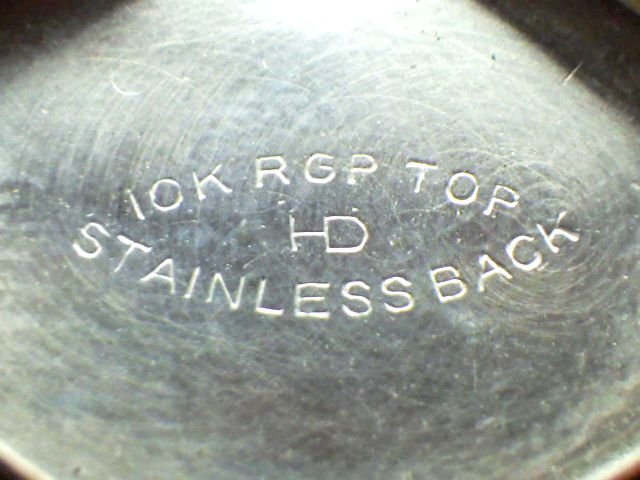 10K RGP TOP
HD
STAINLESS BACK